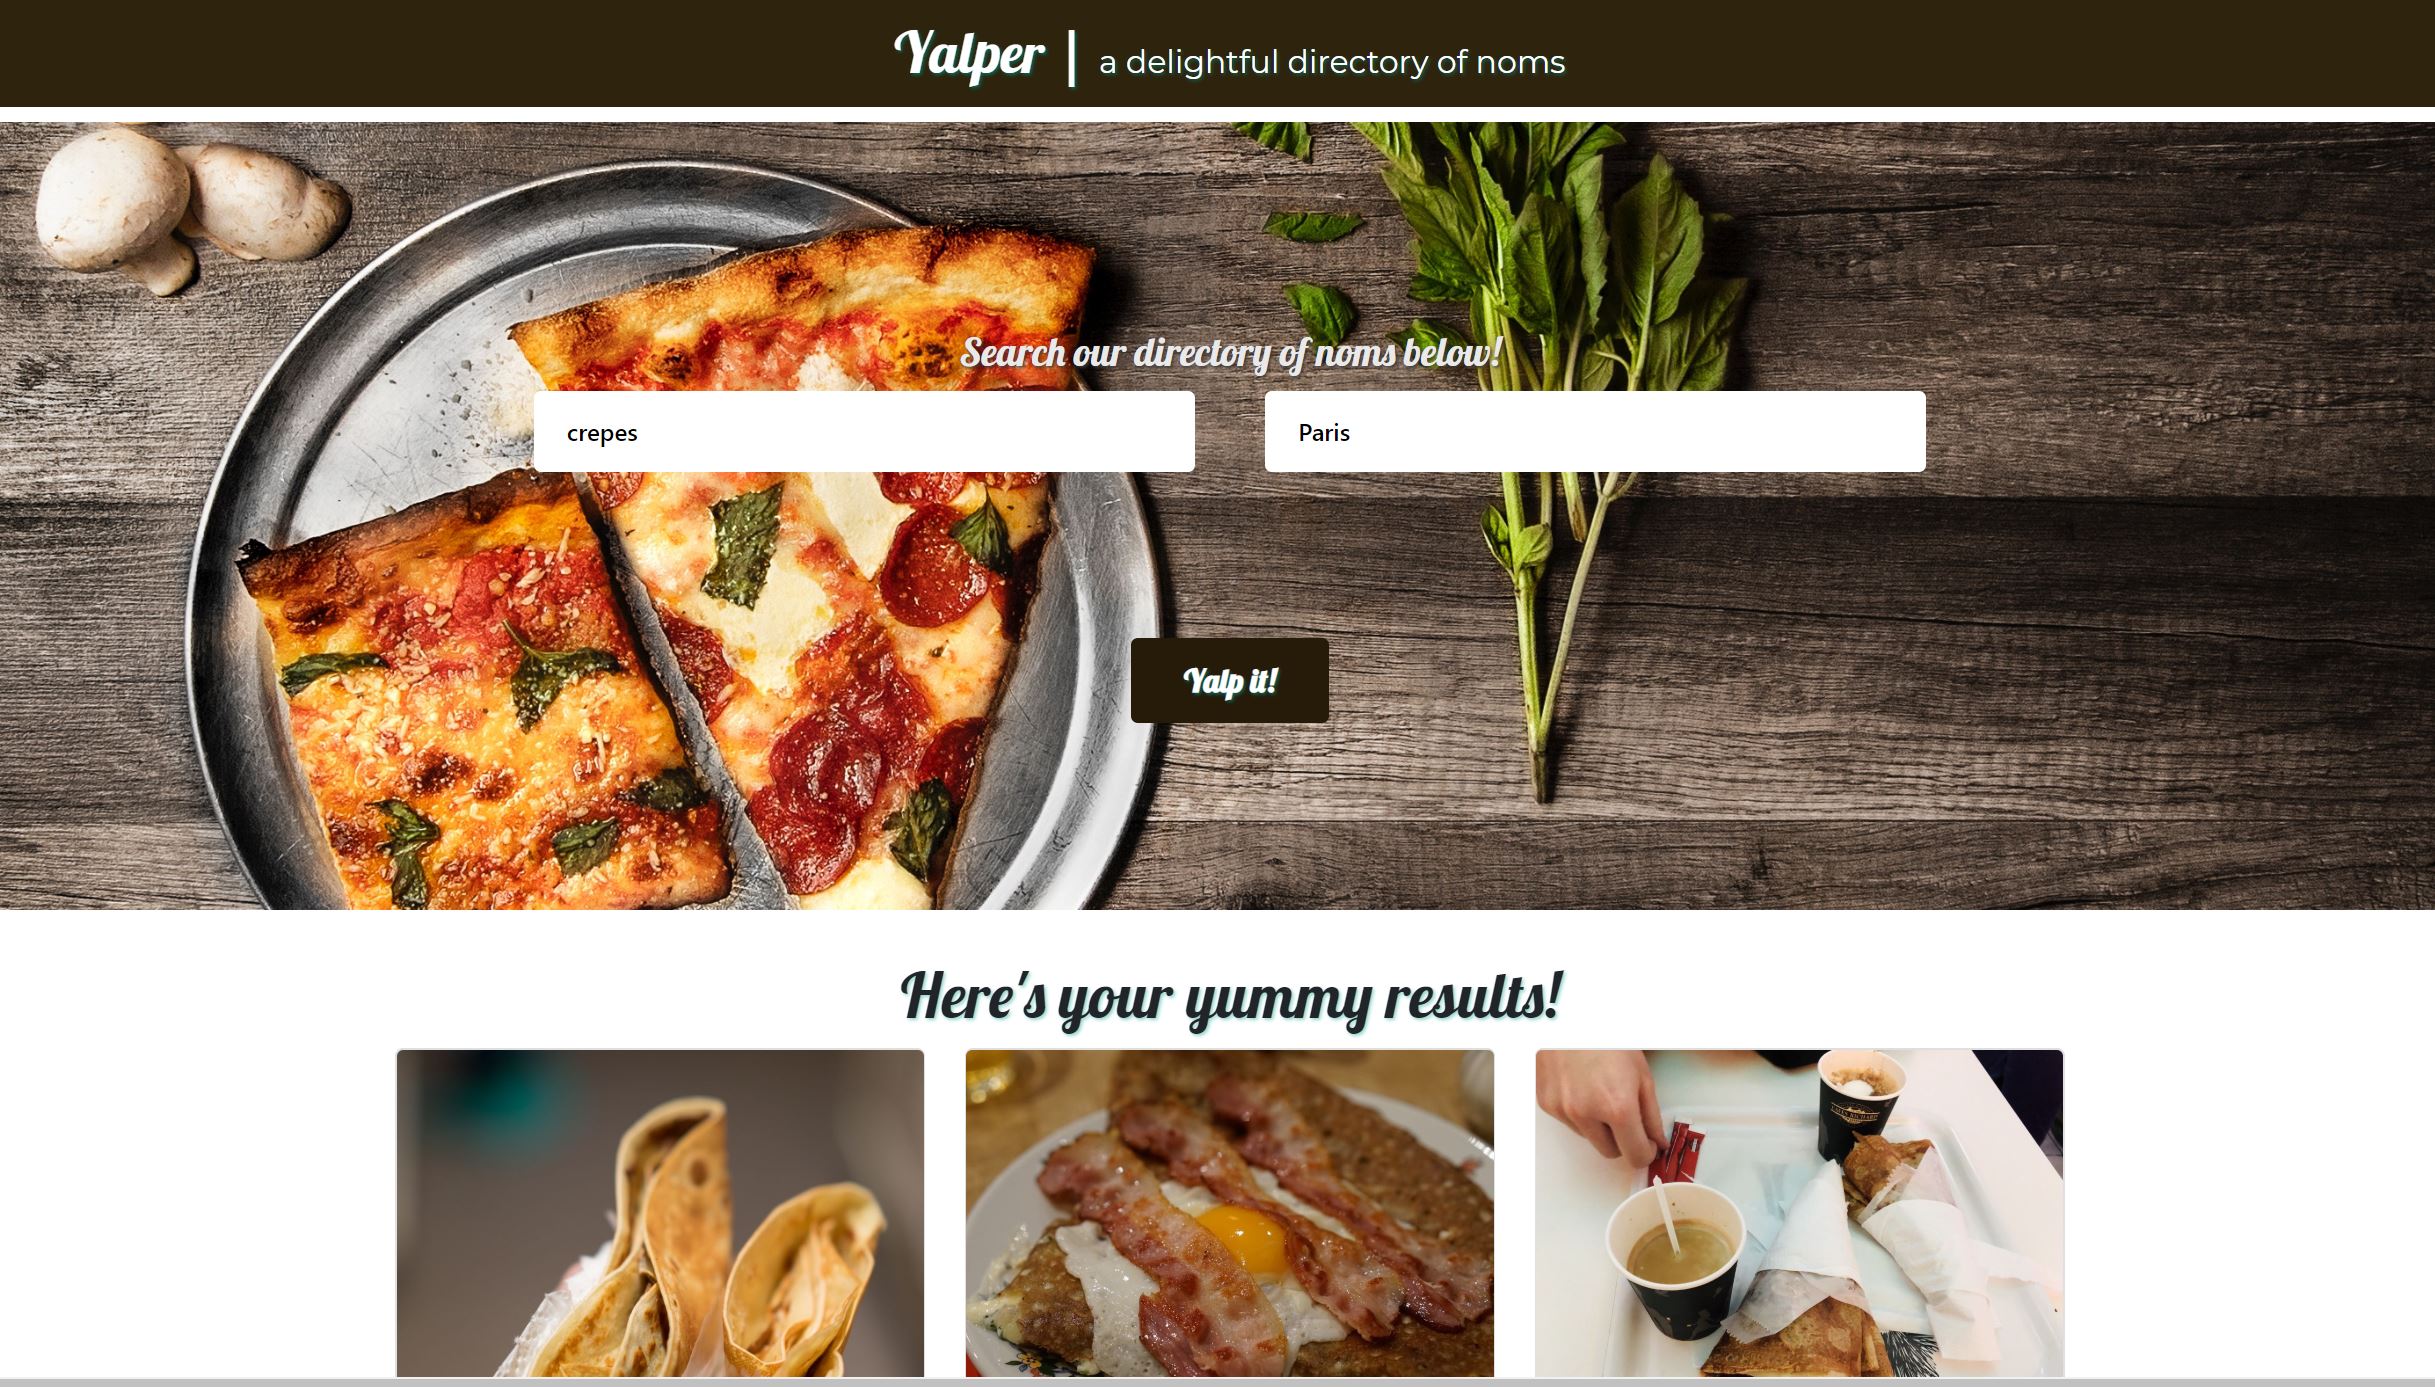 Yalper | a delightful directory of noms
Search our directory of noms below!
crepes
Paris
Yalp it!
Here's your yummy results!